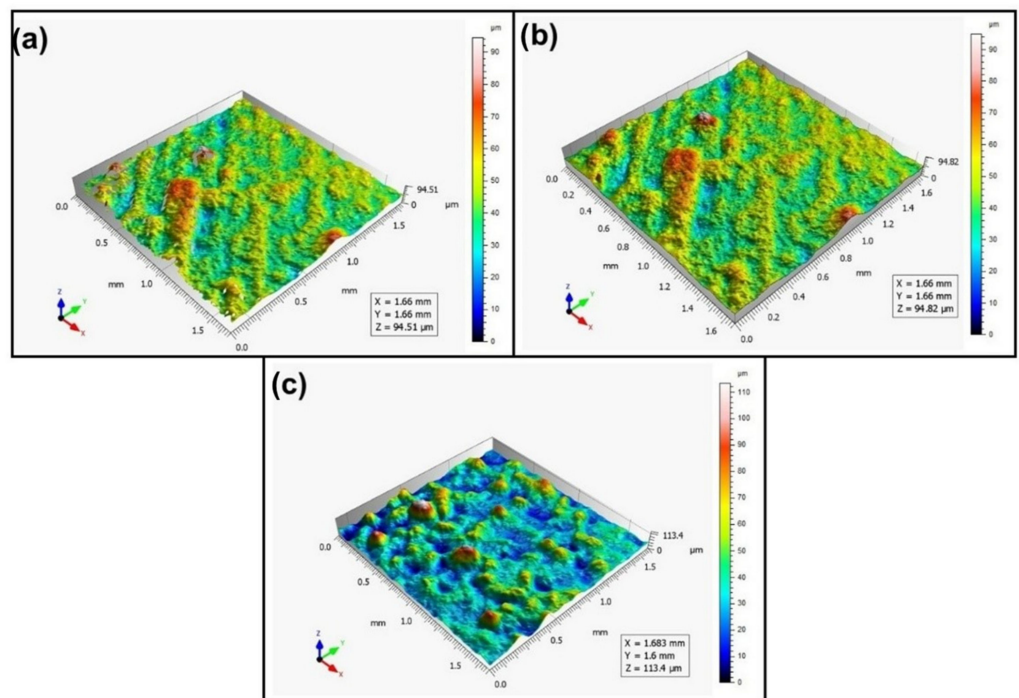 (a)
µm
90
80
70
60
50
40
30
20
10
0
0.0
0.5
mm
1.0
1.5
0.0
0.5
mm
1.0
1.5
94.51
0
µm
Z
Y
X
X = 1.66 mm
Y = 1.66 mm
Z = 94.51 µm
(b)
µm
90
80
70
60
50
40
30
20
10
0
0.0
0.2
0.4
0.6
0.8
mm
1.0
1.2
1.4
1.6
0.0
0.2
0.4
0.6
mm
0.8
1.0
1.2
1.4
1.6
94.82
0
Z
Y
X
X = 1.66 mm
Y = 1.66 mm
Z = 94.82 µm
(c)
µm
110
100
90
80
70
60
50
40
30
20
10
0
0.0
0.5
mm
1.0
1.5
0.0
0.5
mm
1.0
1.5
113.4
0
µm
Z
Y
X
X = 1.683 mm
Y = 1.6 mm
Z = 113.4 µm